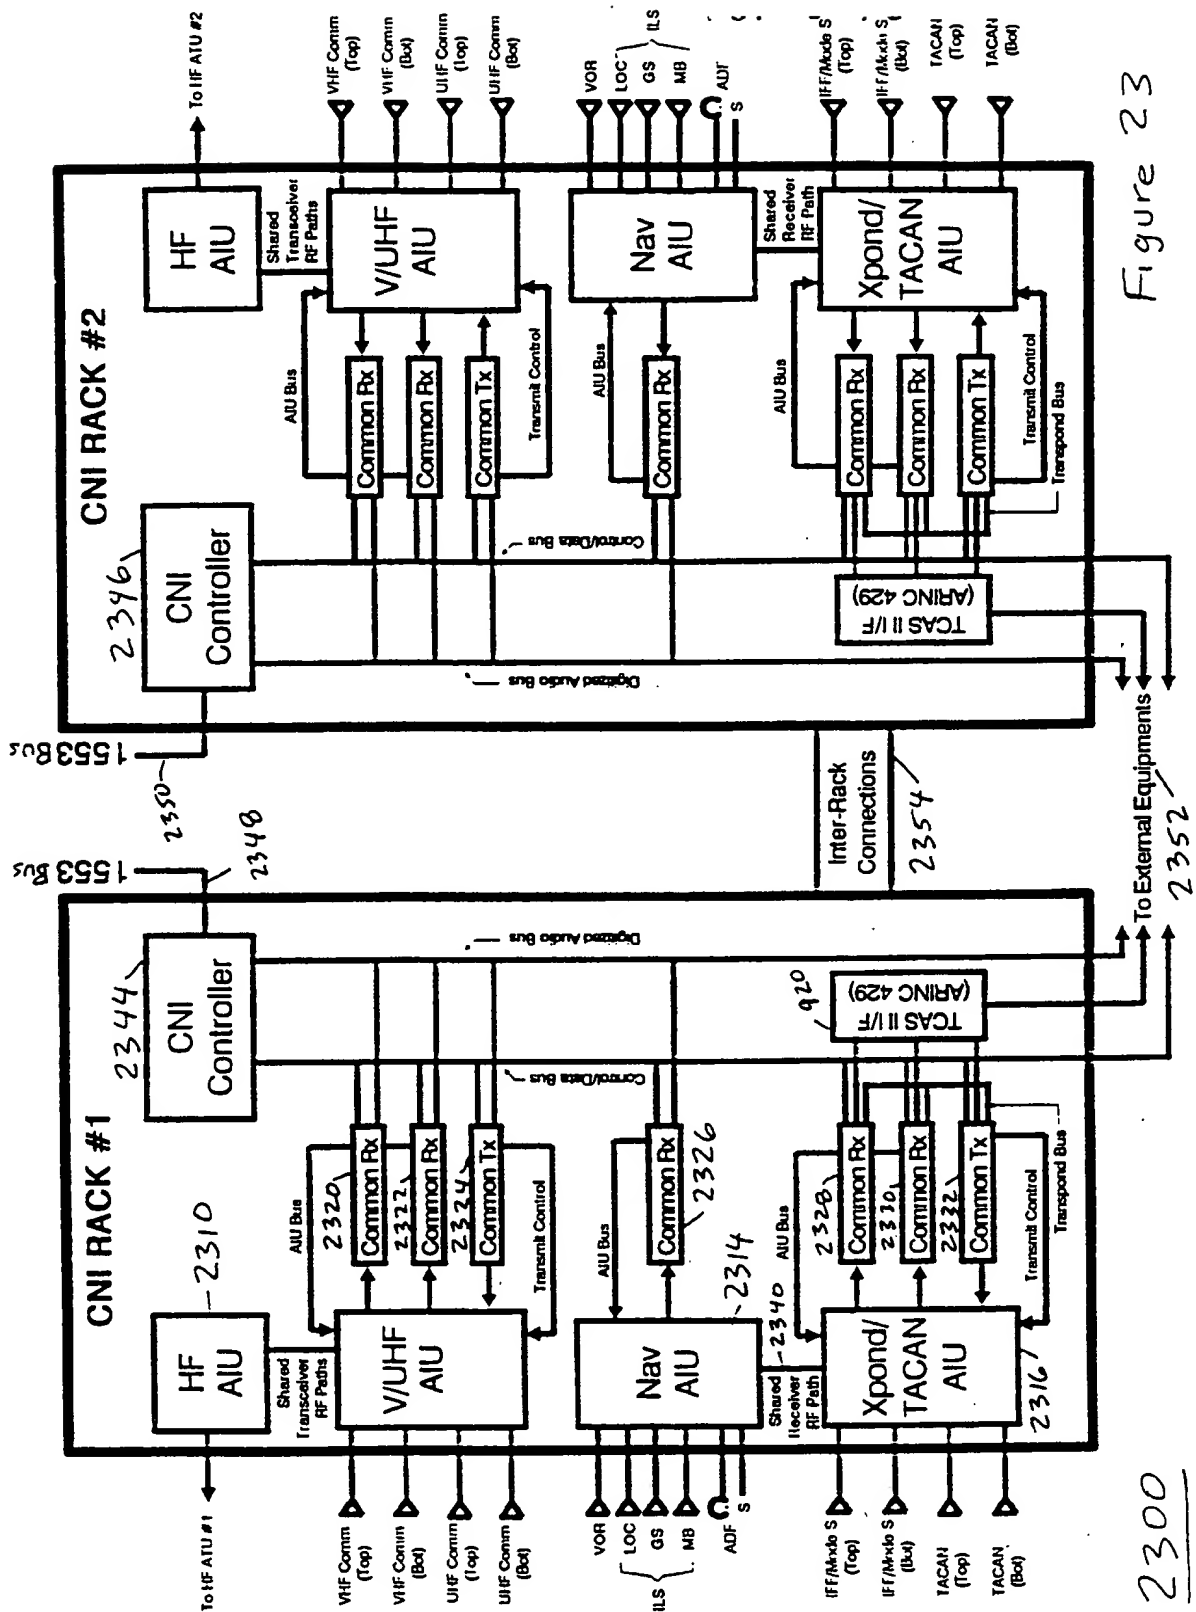 CNI RACK #1
2310
HF
AIU
To HF ATU #1
2344
CNI
Controller
2348
1553 Bus
Shared
Transceiver
RF Paths
V/UHF
AIU
VHF Comm
(Top)
VHF Comm
(Bot)
UHF Comm
(Top)
UHF Comm
(Bot)
AIU Bus
2320
Common Rx
2322
Common Rx
2324
Common Tx
Transmit Control
Control/Data Bus
Digitized Audio Bus
VOR
LOC
GS
MB
ILS
ADF
S
Nav
AIU
2314
AIU Bus
Common Rx
2326
Shared
Receiver
RF Path
2340
Xpond/
TACAN
AIU
2316
IFF/Mode S
(Top)
IFF/Mode S
(Bot)
TACAN
(Top)
TACAN
(Bot)
AIU Bus
2328
Common Rx
2330
Common Rx
2332
Common Tx
Transmit Control
Transpond Bus
920
TCAS II I/F
(ARINC 429)
Inter-Rack
Connections
2354
To External Equipments
2352
CNI RACK #2
2346
CNI
Controller
1553 Bus
2350
HF
AIU
To HF ATU #2
Shared
Transceiver
RF Paths
V/UHF
AIU
VHF Comm
(Top)
VHF Comm
(Bot)
UHF Comm
(Top)
UHF Comm
(Bot)
AIU Bus
Common Rx
Common Rx
Common Tx
Transmit Control
Control/Data Bus
Digitized Audio Bus
AIU Bus
Common Rx
Nav
AIU
VOR
LOC
GS
MB
ILS
ADF
S
Shared
Receiver
RF Path
Xpond/
TACAN
AIU
IFF/Mode S
(Top)
IFF/Mode S
(Bot)
TACAN
(Top)
TACAN
(Bot)
AIU Bus
Common Rx
Common Rx
Common Tx
Transmit Control
Transpond Bus
TCAS II I/F
(ARINC 429)
2300
Figure 23